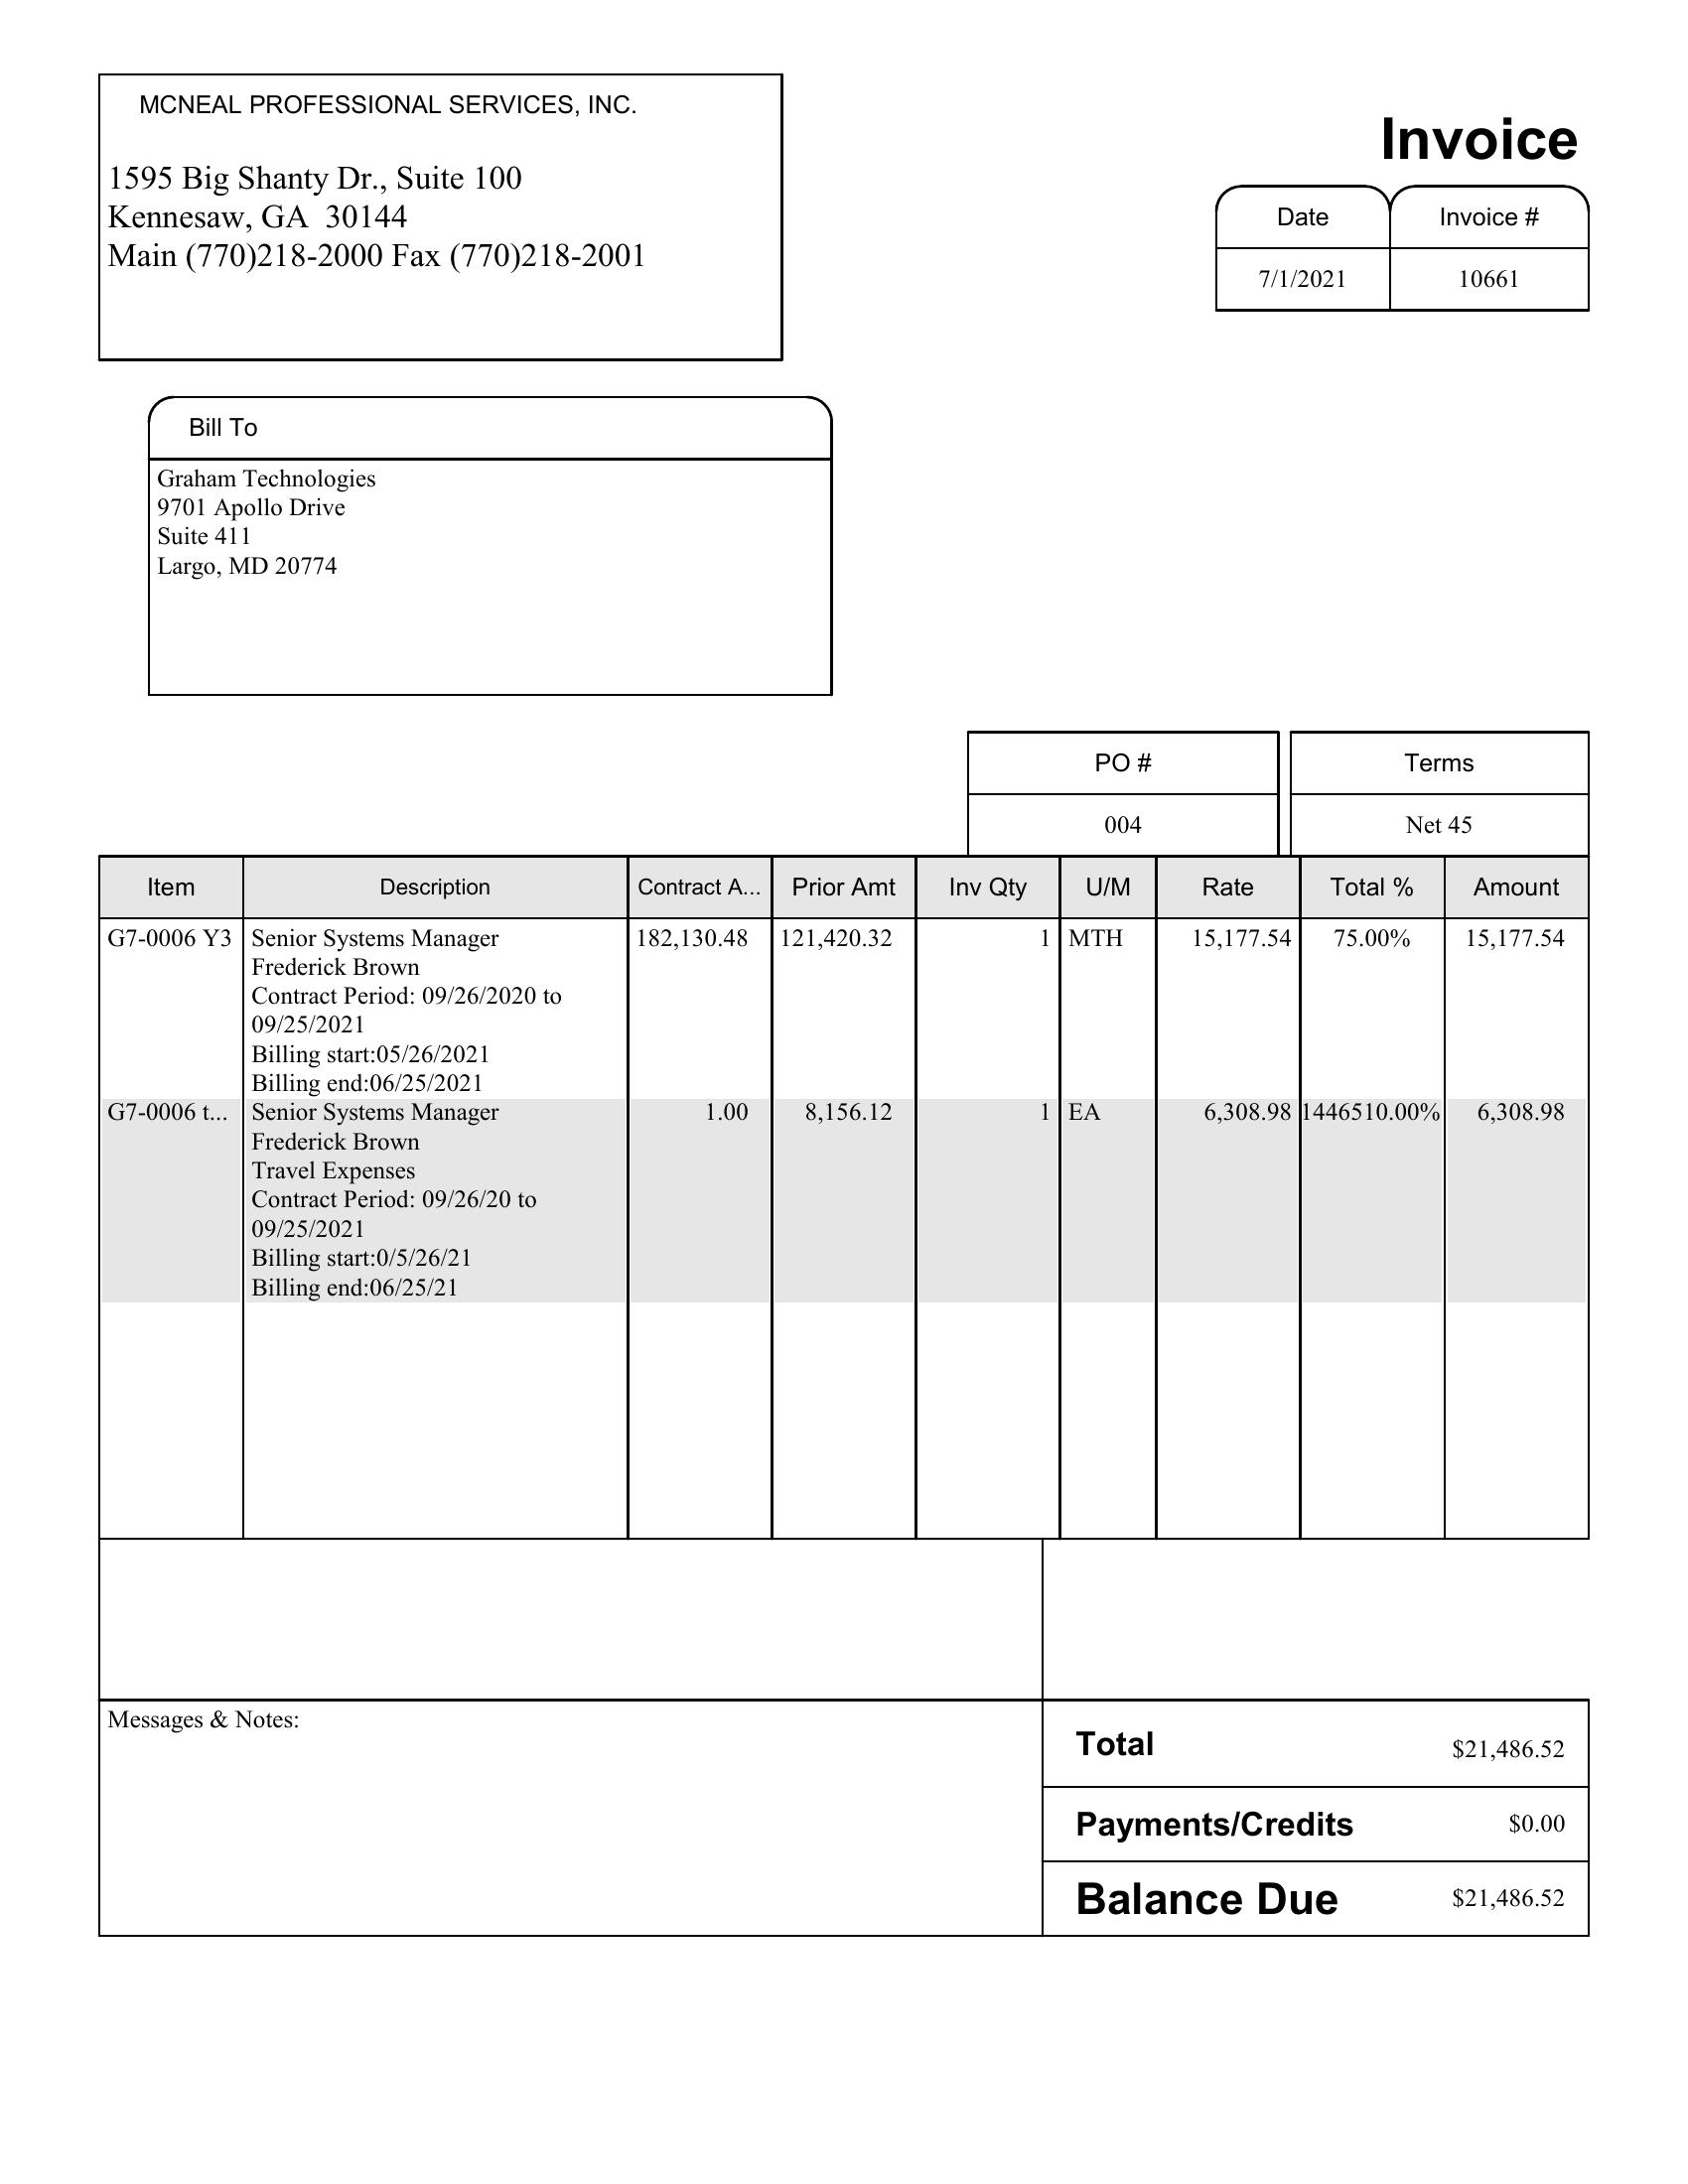 MCNEAL PROFESSIONAL SERVICES, INC.
1595 Big Shanty Dr., Suite 100
Kennesaw, GA  30144
Main (770)218-2000 Fax (770)218-2001
Invoice
Date Invoice #
7/1/2021 10661
Bill To
Graham Technologies
9701 Apollo Drive
Suite 411
Largo, MD 20774
PO # Terms
004 Net 45
Item Description Contract A... Prior Amt Inv Qty U/M Rate Total % Amount
G7-0006 Y3 Senior Systems Manager 182,130.48 121,420.32 1 MTH 15,177.54 75.00% 15,177.54
Frederick Brown
Contract Period: 09/26/2020 to
09/25/2021
Billing start:05/26/2021
Billing end:06/25/2021
G7-0006 t... Senior Systems Manager 1.00 8,156.12 1 EA 6,308.98 1446510.00% 6,308.98
Frederick Brown
Travel Expenses
Contract Period: 09/26/20 to
09/25/2021
Billing start:0/5/26/21
Billing end:06/25/21
Messages & Notes:
Total $21,486.52
Payments/Credits $0.00
Balance Due $21,486.52